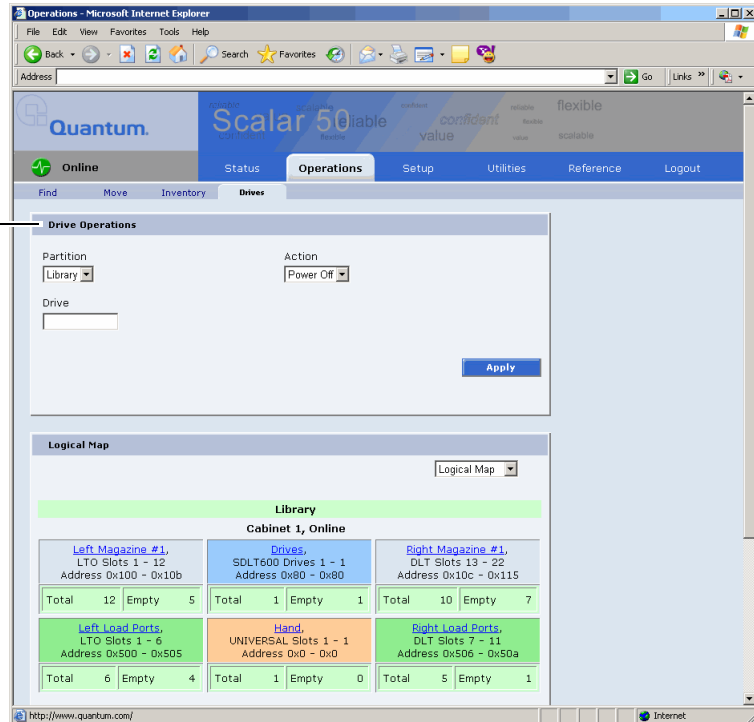 Operations - Microsoft Internet Explorer
File Edit View Favorites Tools Help
Back Search Favorites
Address Go Links »
Quantum. Scalar 50 reliable value confident reliable flexible scalable
flexible value
Online Status Operations Setup Utilities Reference Logout
Find Move Inventory Drives
Drive Operations
Partition Action
Library Power Off
Drive
Apply
Logical Map
Logical Map
Library
Cabinet 1, Online
Left Magazine #1,
LTO Slots 1 - 12
Address 0x100 - 0x10b
Total 12 Empty 5
Drives,
SDLT600 Drives 1 - 1
Address 0x80 - 0x80
Total 1 Empty 1
Right Magazine #1,
DLT Slots 13 - 22
Address 0x10c - 0x115
Total 10 Empty 7
Left Load Ports,
LTO Slots 1 - 6
Address 0x500 - 0x505
Total 6 Empty 4
Hand,
UNIVERSAL Slots 1 - 1
Address 0x0 - 0x0
Total 1 Empty 0
Right Load Ports,
DLT Slots 7 - 11
Address 0x506 - 0x50a
Total 5 Empty 1
http://www.quantum.com/ Internet